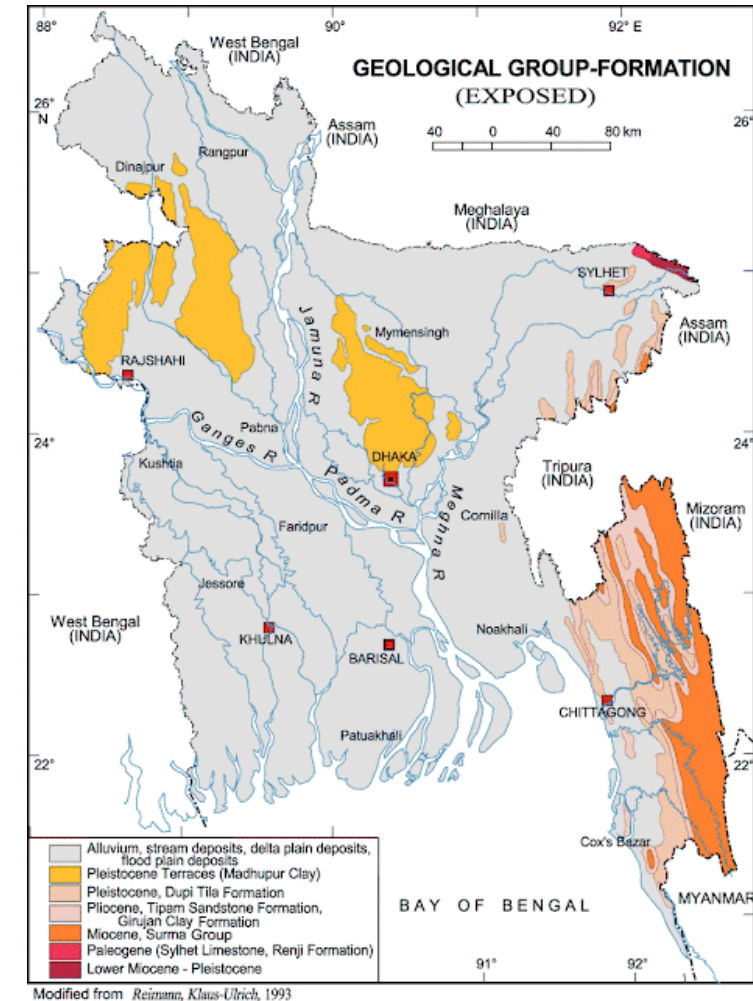 88°
90°
92° E
West Bengal
(INDIA)
GEOLOGICAL GROUP-FORMATION
(EXPOSED)
26°
N
26°
Assam
(INDIA)
40 0 40 80 km
Rangpur
Dinajpur
Meghalaya
(INDIA)
SYLHET
Assam
(INDIA)
Jamuna R
Mymensingh
RAJSHAHI
Pabna
Ganges R
24°
24°
DHAKA
Kushtia
Padma R
Meghna R
Tripura
(INDIA)
Mizoram
(INDIA)
Comilla
Faridpur
Jessore
West Bengal
(INDIA)
KHULNA
BARISAL
Noakhali
CHITTAGONG
Patuakhali
22°
22°
Cox's Bazar
Alluvium, stream deposits, delta plain deposits,
flood plain deposits
Pleistocene Terraces (Madhupur Clay)
Pleistocene, Dupi Tila Formation
Pliocene, Tipam Sandstone Formation,
Girujan Clay Formation
Miocene, Surma Group
Paleogene (Sylhet Limestone, Renji Formation)
Lower Miocene - Pleistocene
BAY OF BENGAL
MYANMAR
91°
92°
Modified from Reimann, Klaus-Ulrich, 1993